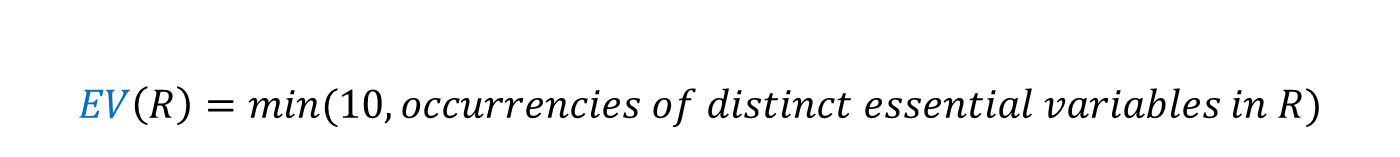 EV(R) = min(10, occurrencies of distinct essential variables in R)